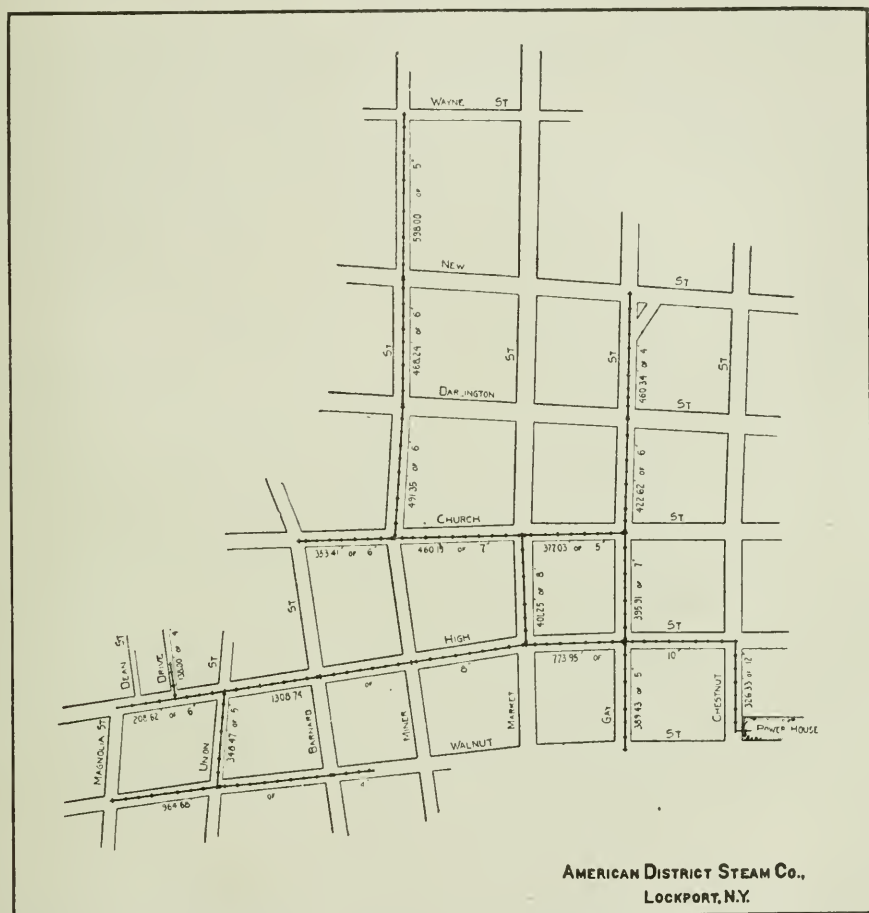 WAYNE ST
598.00 OF 5"
NEW ST
468.24 OF 6"
ST
ST
ST
ST
460.34 OF 4"
DARLINGTON ST
491.35 OF 6"
422.62 OF 6"
CHURCH ST
OF 6"
460.19 OF 7"
377.03 OF 5"
401.25 OF 8"
395.91 OF 7"
ST
HIGH ST
DEAN ST
DRIVE
OF 4"
ST
773.95 OF 10"
326.33 OF 12"
208.62 OF 6"
1308.74 OF 8"
389.43 OF 5"
348.47 OF 5"
MAGNOLIA ST
UNION
BARNARD
MINER
MARKET
GAY
CHESTNUT
WALNUT ST
POWER HOUSE
964.68 OF
AMERICAN DISTRICT STEAM CO.,
LOCKPORT, N.Y.